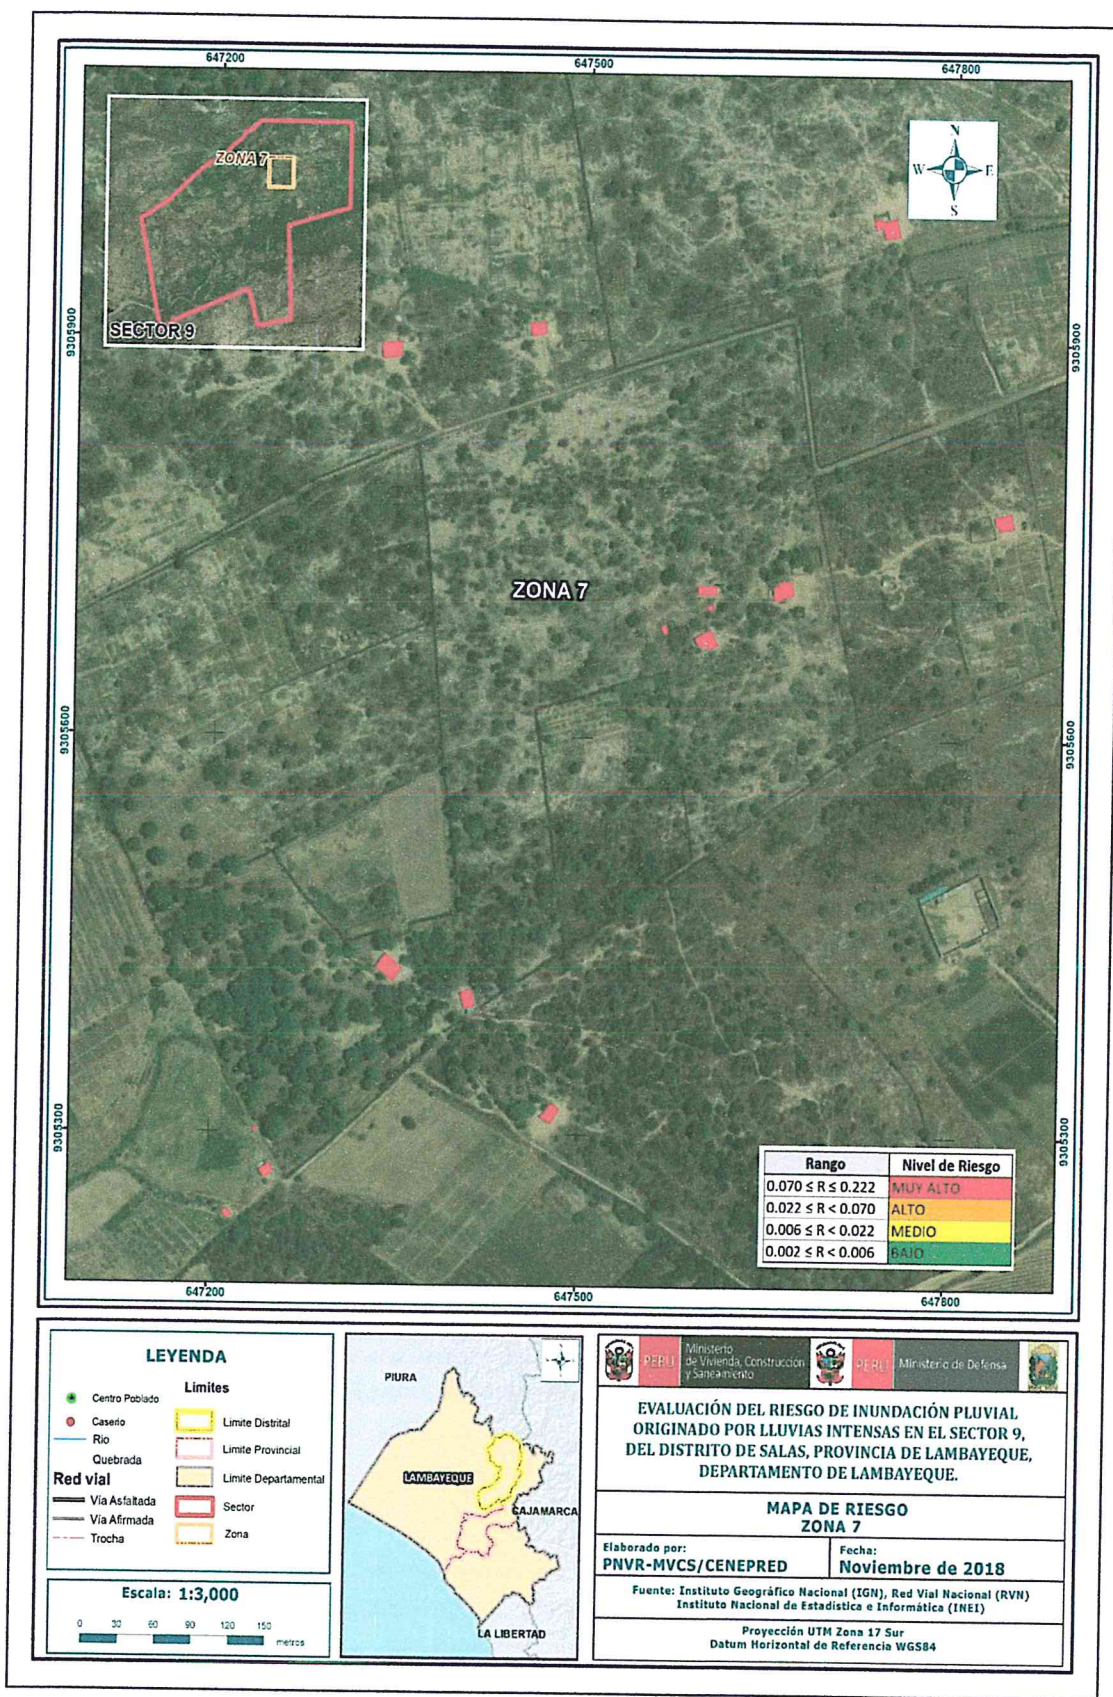 647200
647500
647800
ZONA 7
SECTOR 9
N
W
E
S
9305900
9305900
ZONA 7
9305600
9305600
9305300
9305300
Rango
Nivel de Riesgo
0.070 ≤ R ≤ 0.222
MUY ALTO
0.022 ≤ R < 0.070
ALTO
0.006 ≤ R < 0.022
MEDIO
0.002 ≤ R < 0.006
BAJO
647200
647500
647800
LEYENDA
Centro Poblado
Caserio
Rio
Quebrada
Red vial
Vía Asfaltada
Vía Afirmada
Trocha
Limites
Limite Distrital
Limite Provincial
Limite Departamental
Sector
Zona
Escala: 1:3,000
0 30 60 90 120 150
metros
PIURA
LAMBAYEQUE
CAJAMARCA
LA LIBERTAD
PERÚ
Ministerio
de Vivienda, Construcción
y Saneamiento
PERÚ
Ministerio de Defensa
EVALUACIÓN DEL RIESGO DE INUNDACIÓN PLUVIAL
ORIGINADO POR LLUVIAS INTENSAS EN EL SECTOR 9,
DEL DISTRITO DE SALAS, PROVINCIA DE LAMBAYEQUE,
DEPARTAMENTO DE LAMBAYEQUE.
MAPA DE RIESGO
ZONA 7
Elaborado por:
PNVR-MVCS/CENEPRED
Fecha:
Noviembre de 2018
Fuente: Instituto Geográfico Nacional (IGN), Red Vial Nacional (RVN)
Instituto Nacional de Estadística e Informática (INEI)
Proyección UTM Zona 17 Sur
Datum Horizontal de Referencia WGS84